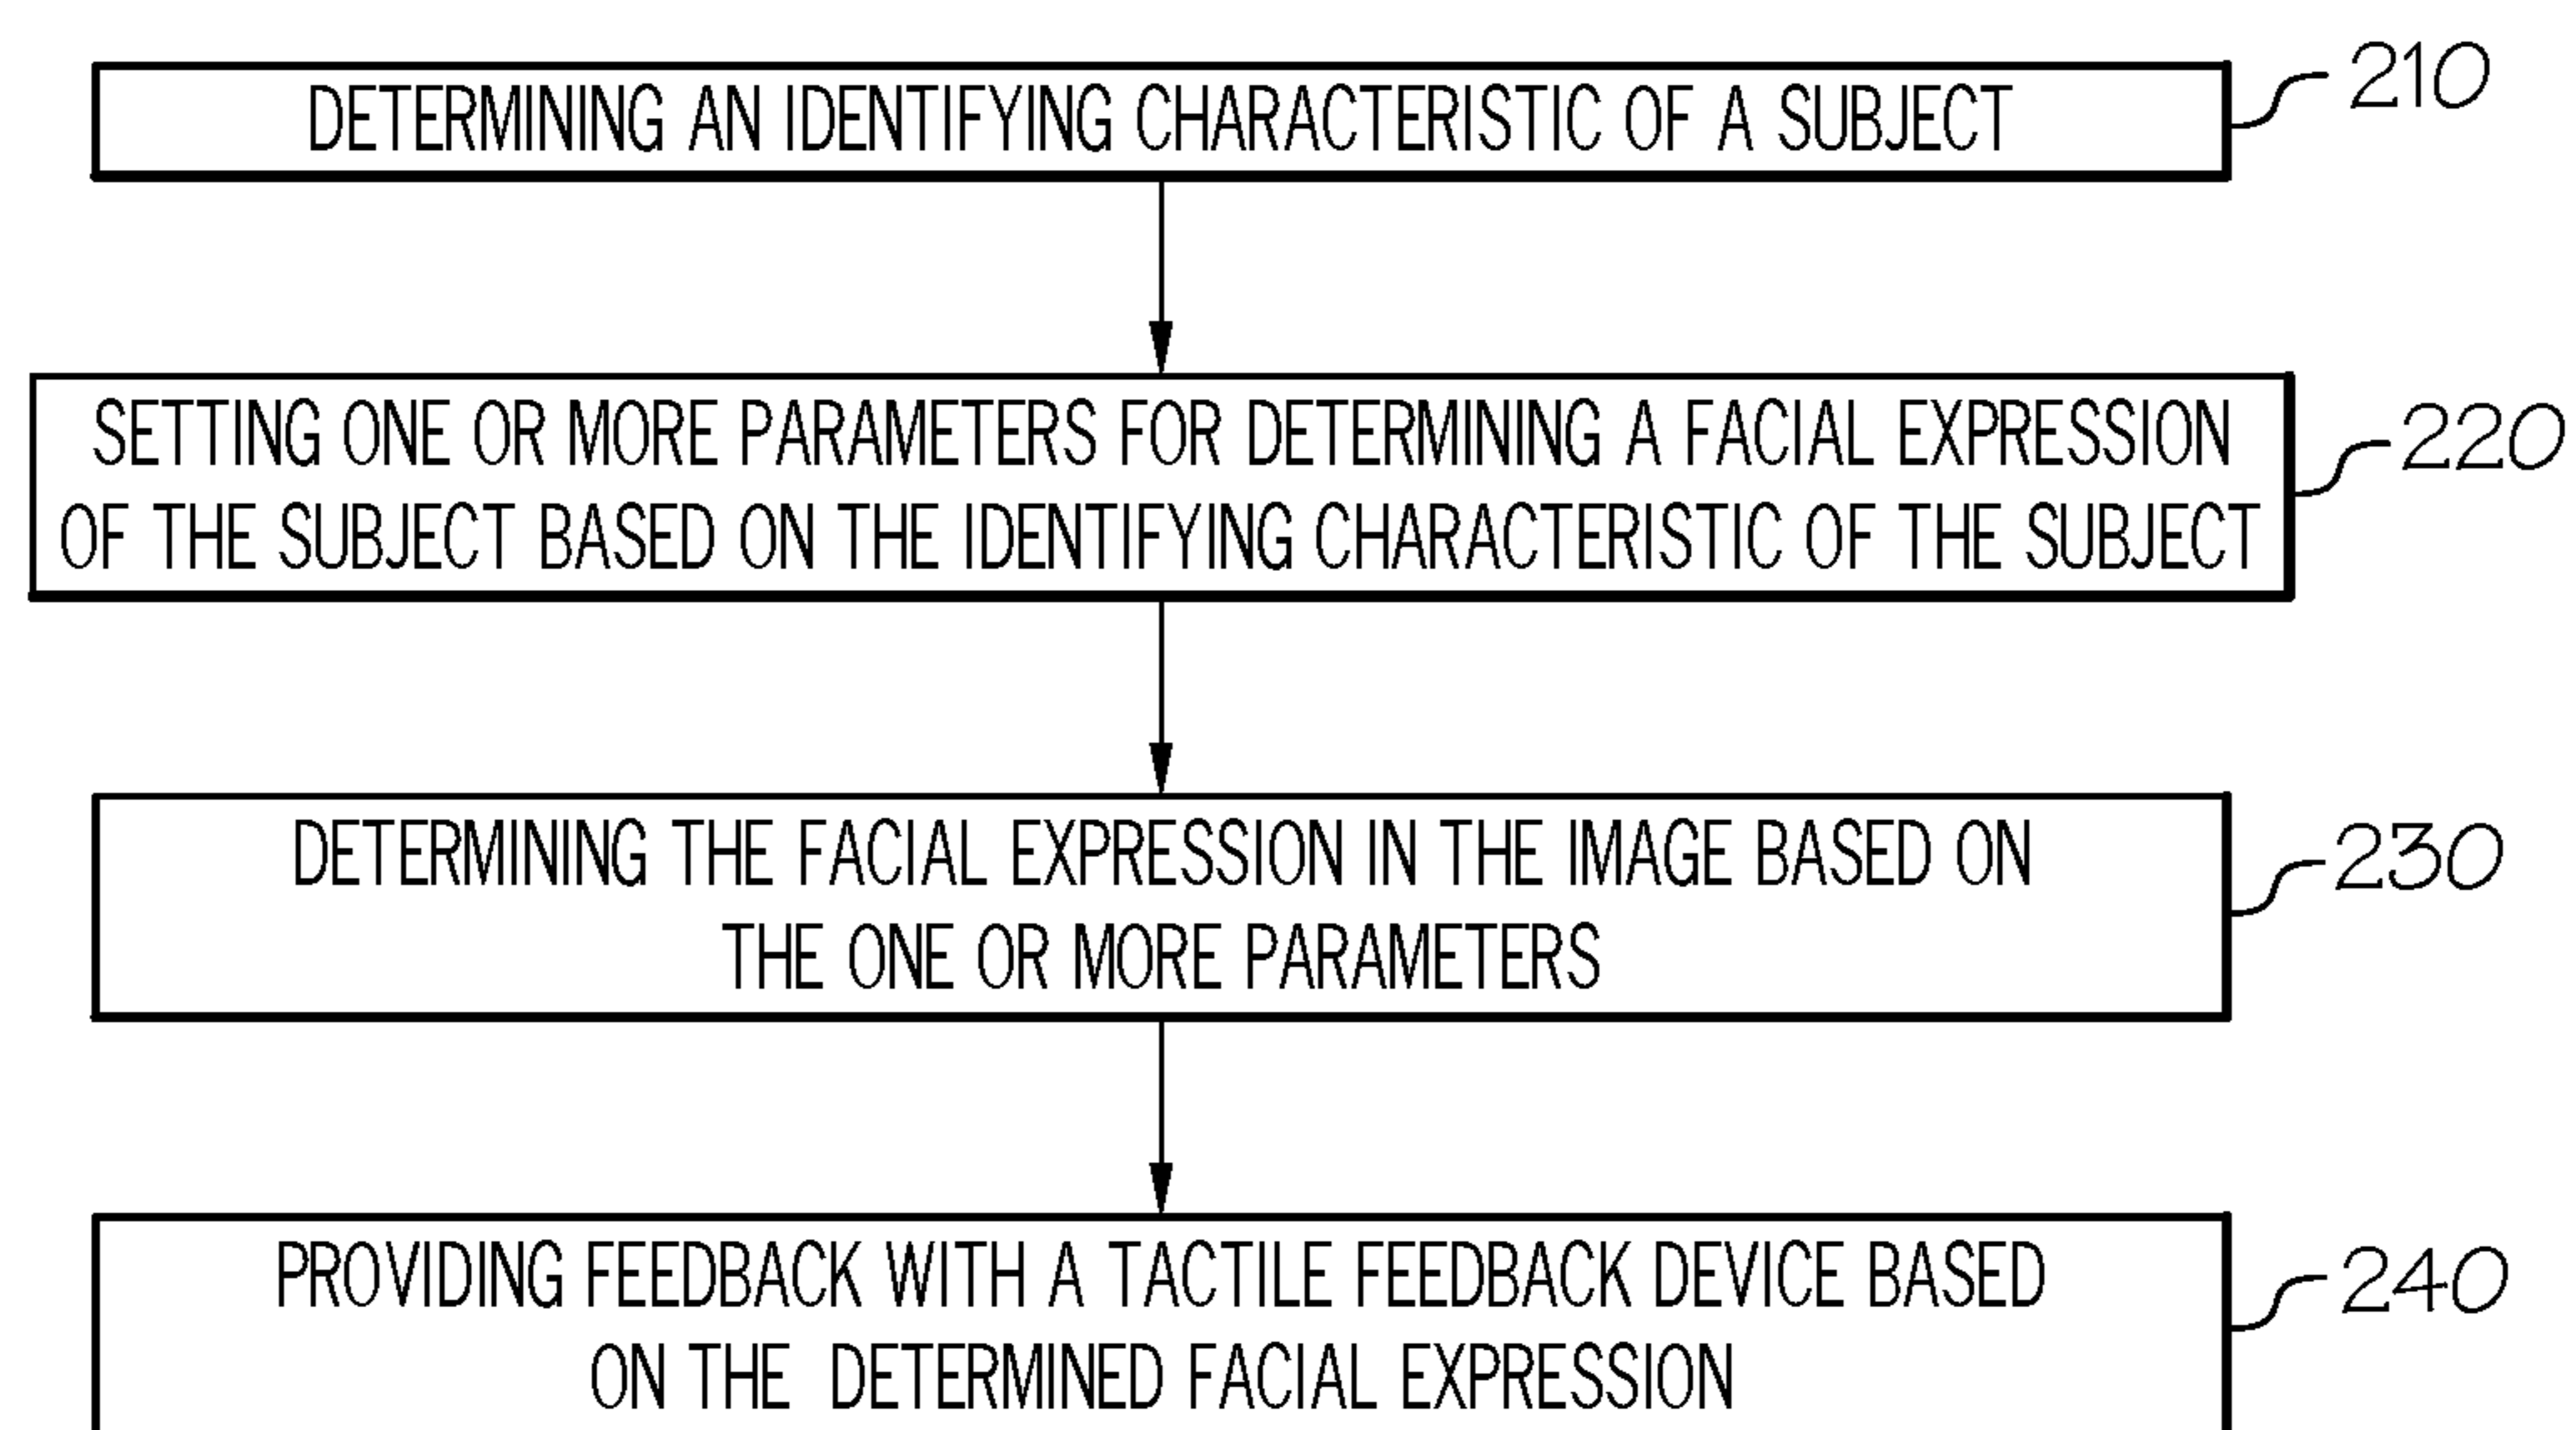 DETERMINING AN IDENTIFYING CHARACTERISTIC OF A SUBJECT
210
SETTING ONE OR MORE PARAMETERS FOR DETERMINING A FACIAL EXPRESSION
OF THE SUBJECT BASED ON THE IDENTIFYING CHARACTERISTIC OF THE SUBJECT
220
DETERMINING THE FACIAL EXPRESSION IN THE IMAGE BASED ON
THE ONE OR MORE PARAMETERS
230
PROVIDING FEEDBACK WITH A TACTILE FEEDBACK DEVICE BASED
ON THE DETERMINED FACIAL EXPRESSION
240